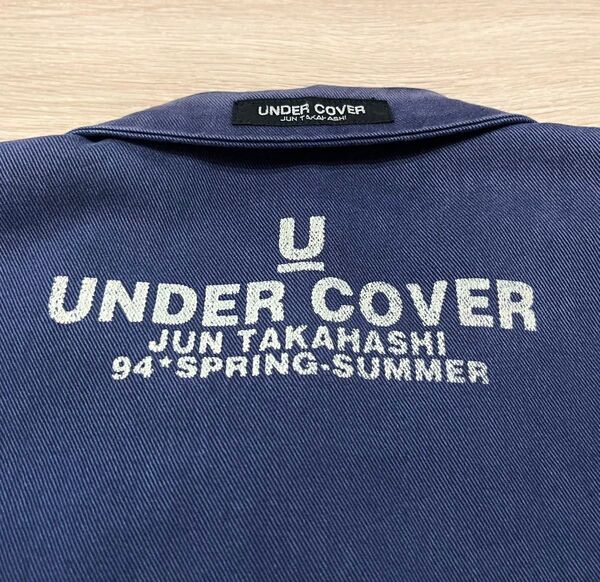 UNDER COVER
JUN TAKAHASHI
U
UNDER COVER
JUN TAKAHASHI
94*SPRING-SUMMER